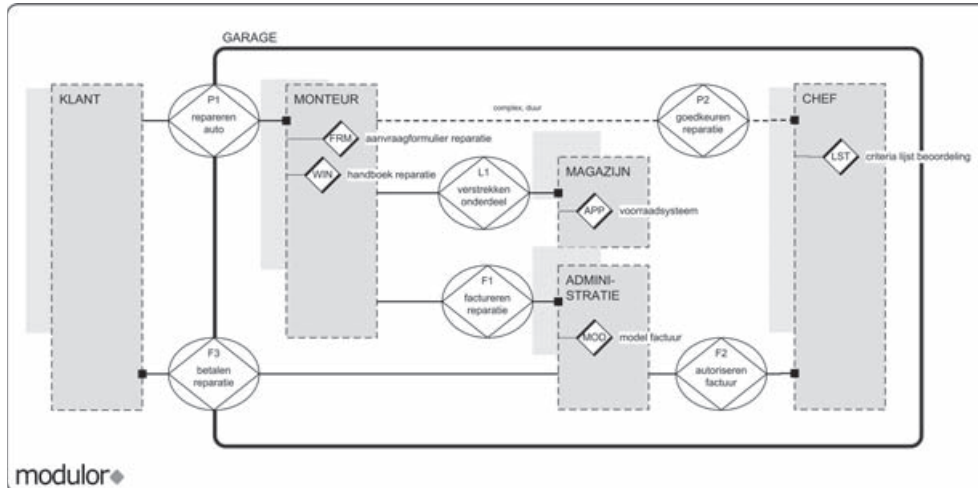 GARAGE
KLANT
P1
repareren
auto
MONTEUR
FRM
aanvraagformulier reparatie
WIN
handboek reparatie
complex, duur
P2
goedkeuren
reparatie
CHEF
LST
criteria lijst beoordeling
L1
verstrekken
onderdeel
MAGAZIJN
APP
voorraadsysteem
F1
factureren
reparatie
ADMINI-
STRATIE
MOD
model factuur
F3
betalen
reparatie
F2
autoriseren
factuur
modulor